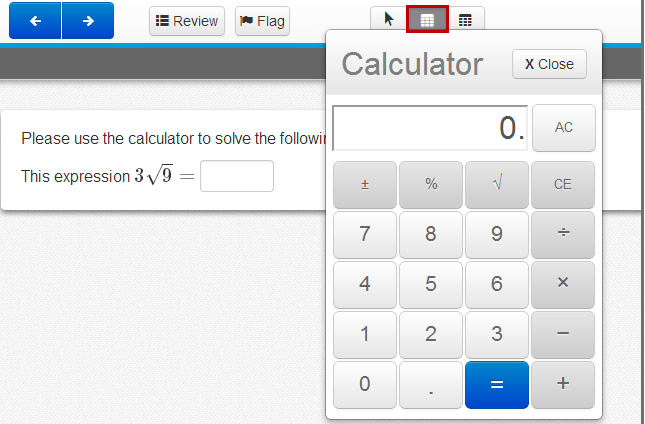 Review Flag
Calculator X Close
0. AC
Please use the calculator to solve the
This expression 3√9 =
± % √ CE
7 8 9 ÷
4 5 6 ×
1 2 3 −
0 . = +